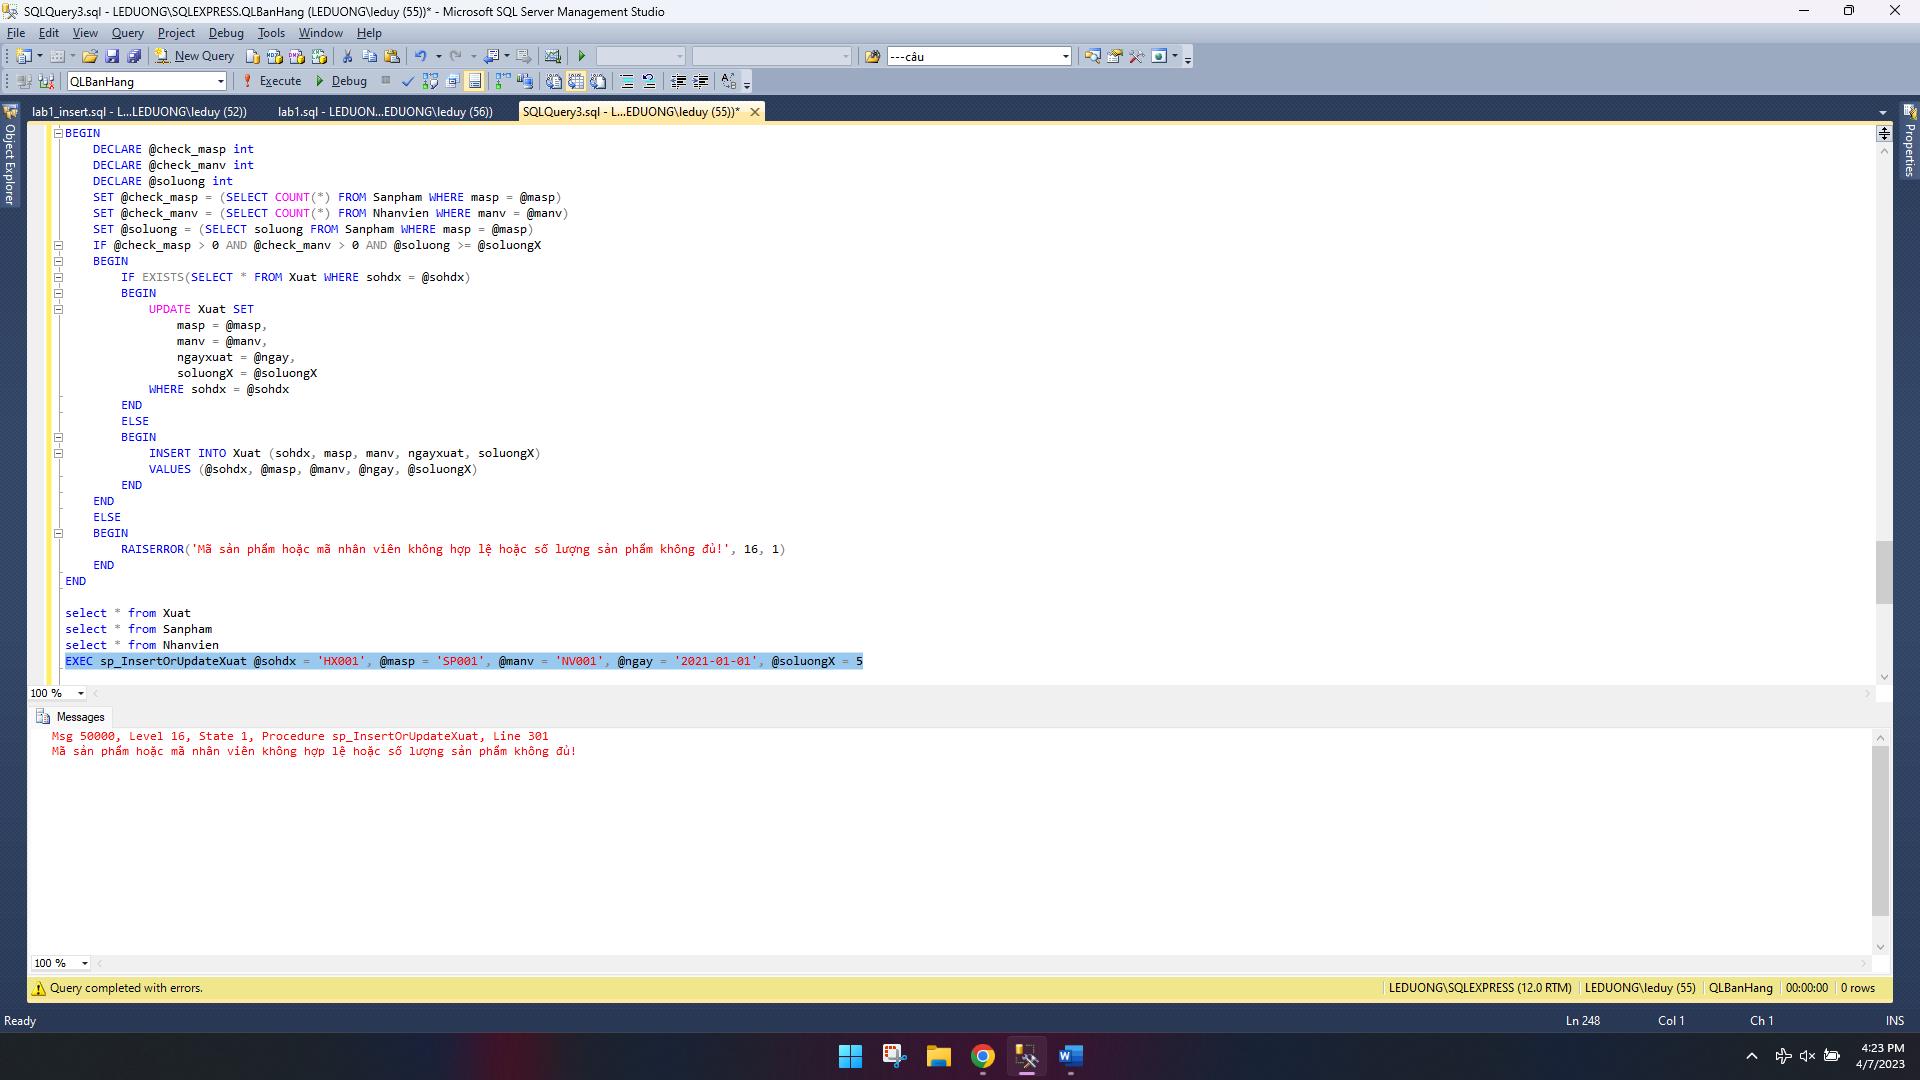 SQLQuery3.sql - LEDUONG\SQLEXPRESS.QLBanHang (LEDUONG\leduy (55))* - Microsoft SQL Server Management Studio
File Edit View Query Project Debug Tools Window Help
New Query ---câu
QLBanHang Execute Debug
lab1_insert.sql - L...LEDUONG\leduy (52)) lab1.sql - LEDUON...EDUONG\leduy (56)) SQLQuery3.sql - L...EDUONG\leduy (55))*
Object Explorer
Properties
BEGIN
DECLARE @check_masp int
DECLARE @check_manv int
DECLARE @soluong int
SET @check_masp = (SELECT COUNT(*) FROM Sanpham WHERE masp = @masp)
SET @check_manv = (SELECT COUNT(*) FROM Nhanvien WHERE manv = @manv)
SET @soluong = (SELECT soluong FROM Sanpham WHERE masp = @masp)
IF @check_masp > 0 AND @check_manv > 0 AND @soluong >= @soluongX
BEGIN
IF EXISTS(SELECT * FROM Xuat WHERE sohdx = @sohdx)
BEGIN
UPDATE Xuat SET
masp = @masp,
manv = @manv,
ngayxuat = @ngay,
soluongX = @soluongX
WHERE sohdx = @sohdx
END
ELSE
BEGIN
INSERT INTO Xuat (sohdx, masp, manv, ngayxuat, soluongX)
VALUES (@sohdx, @masp, @manv, @ngay, @soluongX)
END
END
ELSE
BEGIN
RAISERROR('Mã sản phẩm hoặc mã nhân viên không hợp lệ hoặc số lượng sản phẩm không đủ!', 16, 1)
END
END
select * from Xuat
select * from Sanpham
select * from Nhanvien
EXEC sp_InsertOrUpdateXuat @sohdx = 'HX001', @masp = 'SP001', @manv = 'NV001', @ngay = '2021-01-01', @soluongX = 5
100 %
Messages
Msg 50000, Level 16, State 1, Procedure sp_InsertOrUpdateXuat, Line 301
Mã sản phẩm hoặc mã nhân viên không hợp lệ hoặc số lượng sản phẩm không đủ!
100 %
Query completed with errors. LEDUONG\SQLEXPRESS (12.0 RTM) LEDUONG\leduy (55) QLBanHang 00:00:00 0 rows
Ready Ln 248 Col 1 Ch 1 INS
4:23 PM
4/7/2023